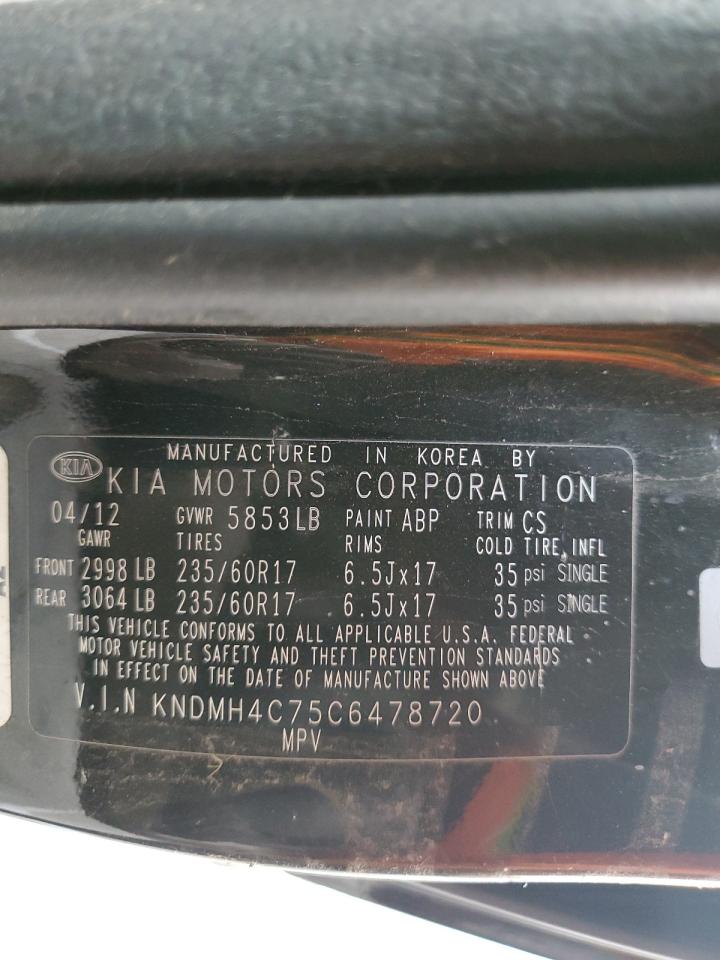 MANUFACTURED IN KOREA BY
KIA KIA MOTORS CORPORATION
04/12 GVWR 5853LB PAINT ABP TRIM CS
GAWR TIRES RIMS COLD TIRE, INFL
FRONT 2998 LB 235/60R17 6.5Jx17 35 psi SINGLE
REAR 3064 LB 235/60R17 6.5Jx17 35 psi SINGLE
THIS VEHICLE CONFORMS TO ALL APPLICABLE U.S.A. FEDERAL
MOTOR VEHICLE SAFETY AND THEFT PREVENTION STANDARDS
IN EFFECT ON THE DATE OF MANUFACTURE SHOWN ABOVE
V.I.N KNDMH4C75C6478720
MPV